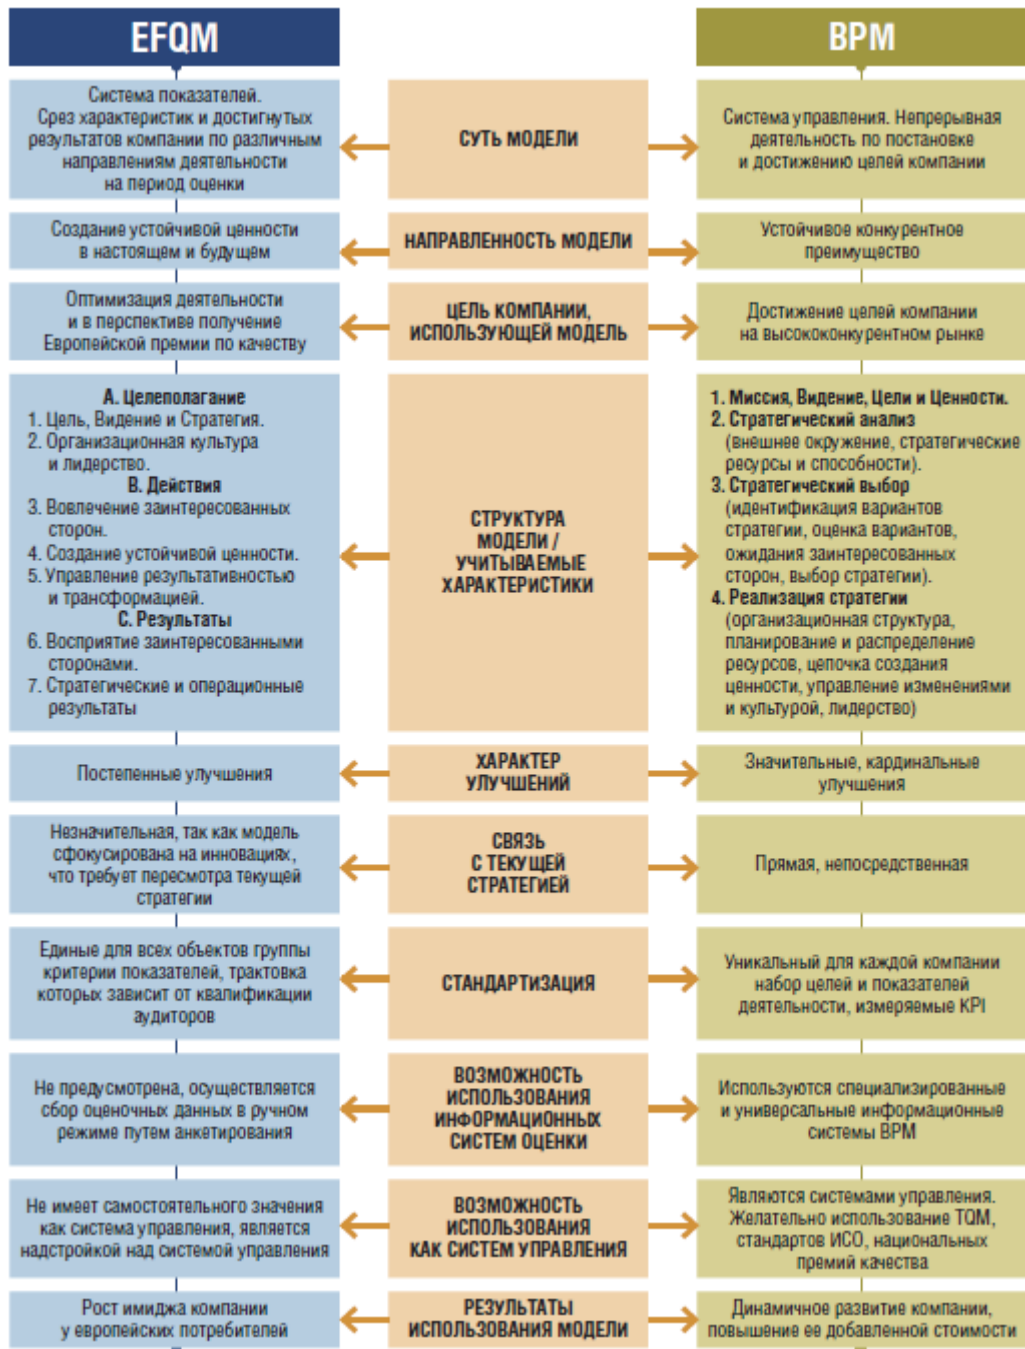 EFQM
BPM
Система показателей.
Срез характеристик и достигнутых
результатов компании по различным
направлениям деятельности
на период оценки
СУТЬ МОДЕЛИ
Система управления. Непрерывная
деятельность по постановке
и достижению целей компании
Создание устойчивой ценности
в настоящем и будущем
НАПРАВЛЕННОСТЬ МОДЕЛИ
Устойчивое конкурентное
преимущество
Оптимизация деятельности
и в перспективе получение
Европейской премии по качеству
ЦЕЛЬ КОМПАНИИ,
ИСПОЛЬЗУЮЩЕЙ МОДЕЛЬ
Достижение целей компании
на высококонкурентном рынке
A. Целеполагание
1. Цель, Видение и Стратегия.
2. Организационная культура
и лидерство.
B. Действия
3. Вовлечение заинтересованных
сторон.
4. Создание устойчивой ценности.
5. Управление результативностью
и трансформацией.
C. Результаты
6. Восприятие заинтересованными
сторонами.
7. Стратегические и операционные
результаты
СТРУКТУРА
МОДЕЛИ /
УЧИТЫВАЕМЫЕ
ХАРАКТЕРИСТИКИ
1. Миссия, Видение, Цели и Ценности.
2. Стратегический анализ
(внешнее окружение, стратегические
ресурсы и способности).
3. Стратегический выбор
(идентификация вариантов
стратегии, оценка вариантов,
ожидания заинтересованных
сторон, выбор стратегии).
4. Реализация стратегии
(организационная структура,
планирование и распределение
ресурсов, цепочка создания
ценности, управление изменениями
и культурой, лидерство)
Постепенные улучшения
ХАРАКТЕР
УЛУЧШЕНИЙ
Значительные, кардинальные
улучшения
Незначительная, так как модель
сфокусирована на инновациях,
что требует пересмотра текущей
стратегии
СВЯЗЬ
С ТЕКУЩЕЙ
СТРАТЕГИЕЙ
Прямая, непосредственная
Единые для всех объектов группы
критерии показателей, трактовка
которых зависит от квалификации
аудиторов
СТАНДАРТИЗАЦИЯ
Уникальный для каждой компании
набор целей и показателей
деятельности, измеряемые KPI
Не предусмотрена, осуществляется
сбор оценочных данных в ручном
режиме путем анкетирования
ВОЗМОЖНОСТЬ
ИСПОЛЬЗОВАНИЯ
ИНФОРМАЦИОННЫХ
СИСТЕМ ОЦЕНКИ
Используются специализированные
и универсальные информационные
системы BPM
Не имеет самостоятельного значения
как система управления, является
надстройкой над системой управления
ВОЗМОЖНОСТЬ
ИСПОЛЬЗОВАНИЯ
КАК СИСТЕМ УПРАВЛЕНИЯ
Являются системами управления.
Желательно использование TQM,
стандартов ИСО, национальных
премий качества
Рост имиджа компании
у европейских потребителей
РЕЗУЛЬТАТЫ
ИСПОЛЬЗОВАНИЯ МОДЕЛИ
Динамичное развитие компании,
повышение ее добавленной стоимости